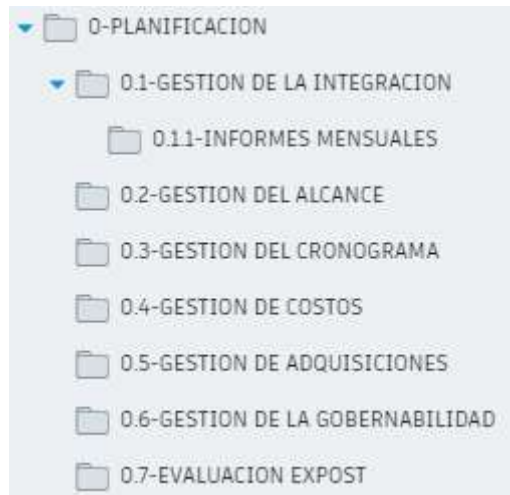 0-PLANIFICACION
0.1-GESTION DE LA INTEGRACION
0.1.1-INFORMES MENSUALES
0.2-GESTION DEL ALCANCE
0.3-GESTION DEL CRONOGRAMA
0.4-GESTION DE COSTOS
0.5-GESTION DE ADQUISICIONES
0.6-GESTION DE LA GOBERNABILIDAD
0.7-EVALUACION EXPOST